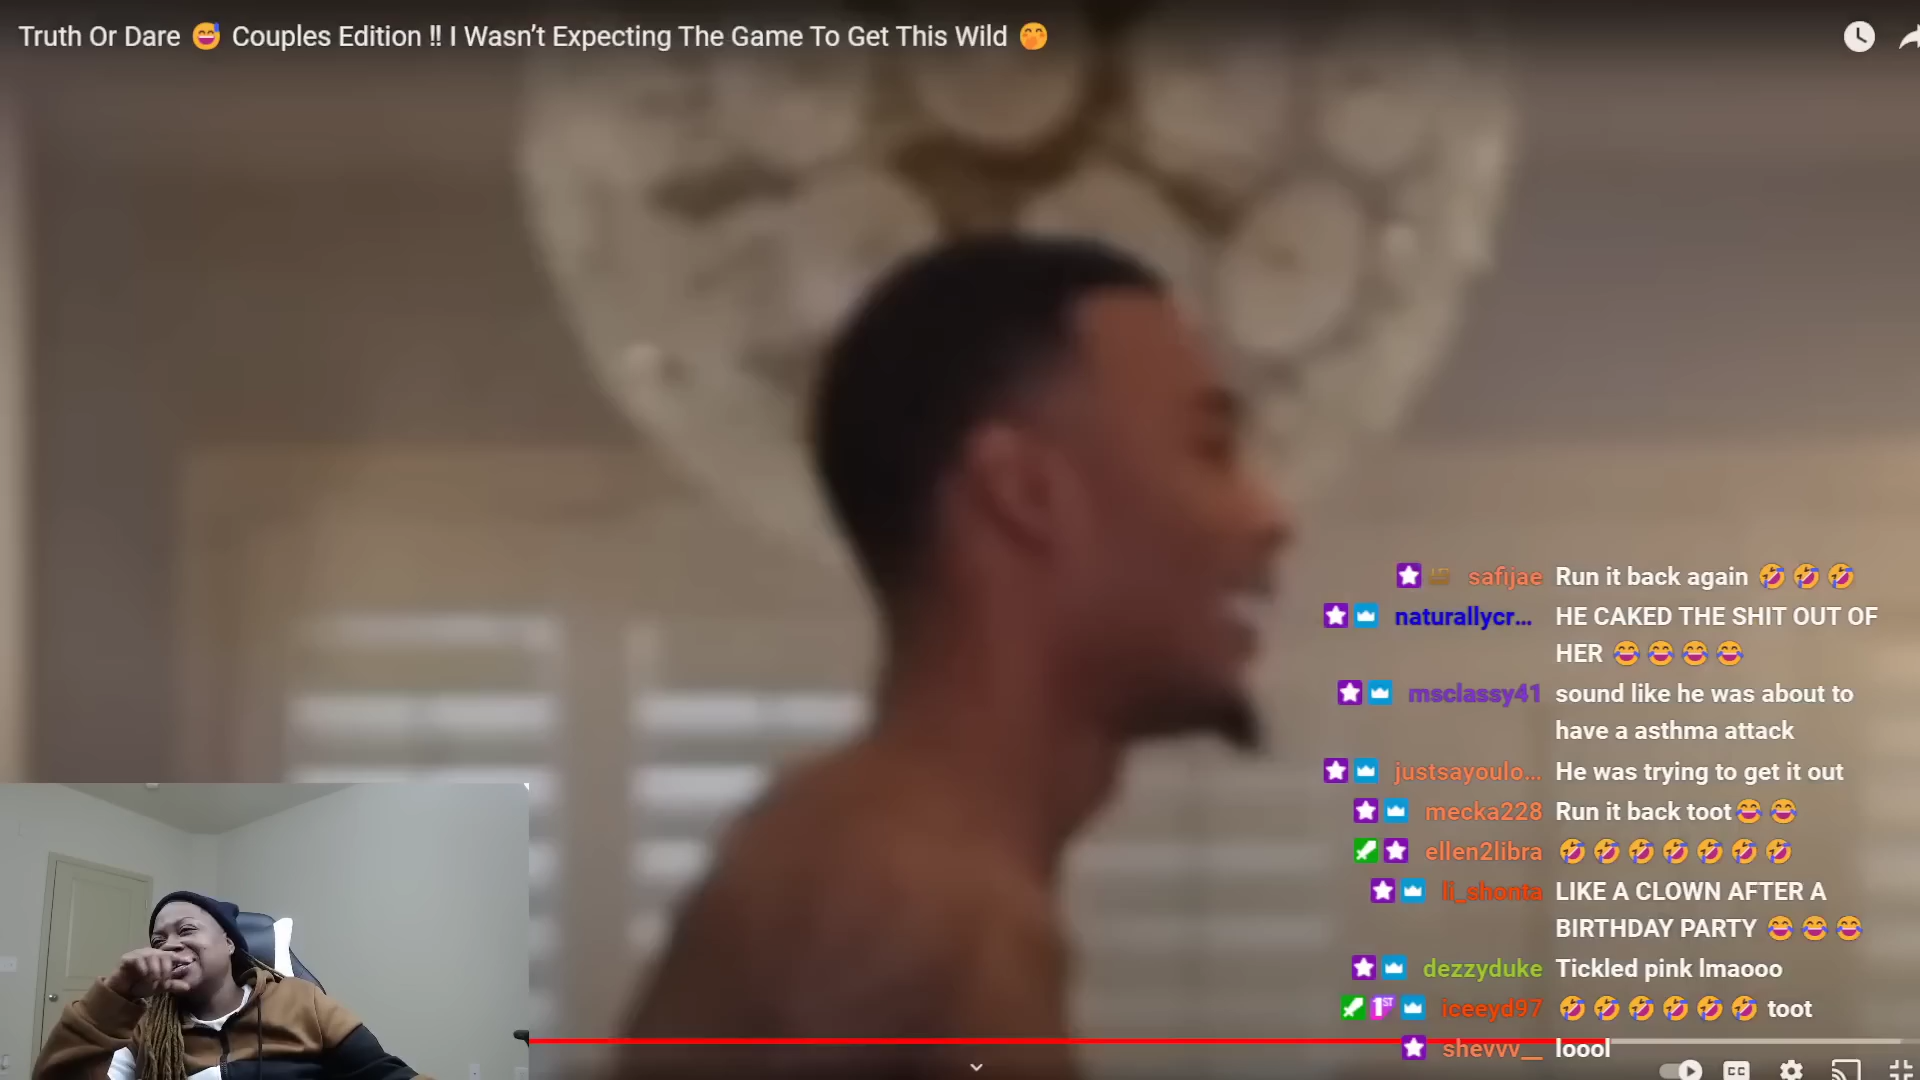 Truth Or Dare 😅 Couples Edition ‼ I Wasn’t Expecting The Game To Get This Wild 🤭
safijae Run it back again 🤣 🤣 🤣
naturallycr... HE CAKED THE SHIT OUT OF
HER 😂 😂 😂 😂
msclassy41 sound like he was about to
have a asthma attack
justsayoulo... He was trying to get it out
mecka228 Run it back toot 😂 😂
ellen2libra 🤣 🤣 🤣 🤣 🤣 🤣 🤣
li_shonta LIKE A CLOWN AFTER A
BIRTHDAY PARTY 😂 😂 😂
dezzyduke Tickled pink lmaooo
1ST iceeyd97 🤣 🤣 🤣 🤣 🤣 🤣 toot
shevvv__ loool
CC